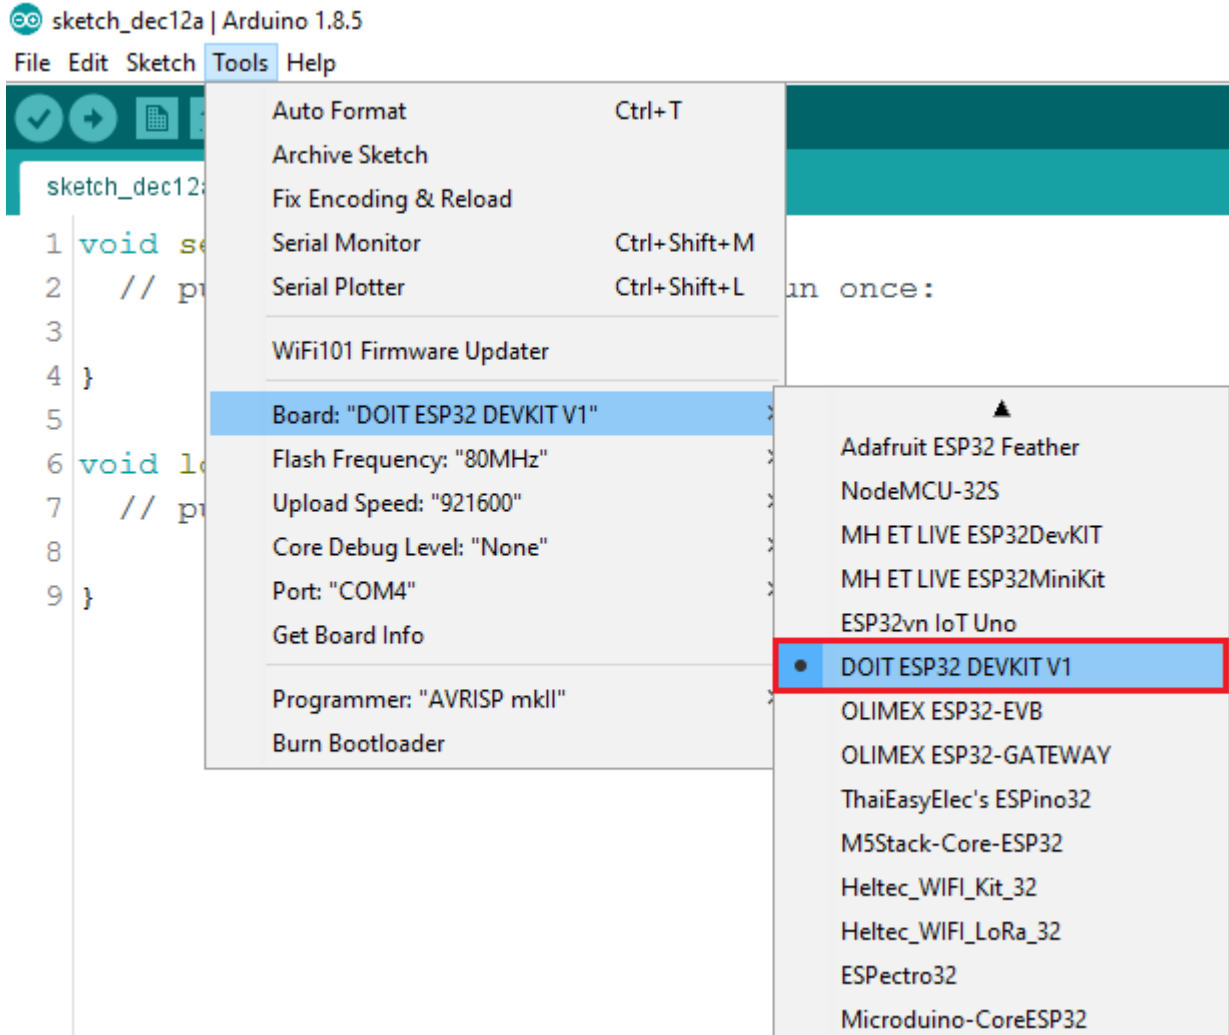 sketch_dec12a | Arduino 1.8.5
File Edit Sketch Tools Help
Auto Format Ctrl+T
Archive Sketch
sketch_dec12a
Fix Encoding & Reload
1 void se
Serial Monitor Ctrl+Shift+M
2 // pu
Serial Plotter Ctrl+Shift+L
un once:
3
WiFi101 Firmware Updater
4 }
5
Board: "DOIT ESP32 DEVKIT V1"
6 void lo
Flash Frequency: "80MHz"
7 // pu
Upload Speed: "921600"
8
Core Debug Level: "None"
9 }
Port: "COM4"
Get Board Info
Programmer: "AVRISP mkII"
Burn Bootloader
Adafruit ESP32 Feather
NodeMCU-32S
MH ET LIVE ESP32DevKIT
MH ET LIVE ESP32MiniKit
ESP32vn IoT Uno
DOIT ESP32 DEVKIT V1
OLIMEX ESP32-EVB
OLIMEX ESP32-GATEWAY
ThaiEasyElec's ESPino32
M5Stack-Core-ESP32
Heltec_WIFI_Kit_32
Heltec_WIFI_LoRa_32
ESPectro32
Microduino-CoreESP32